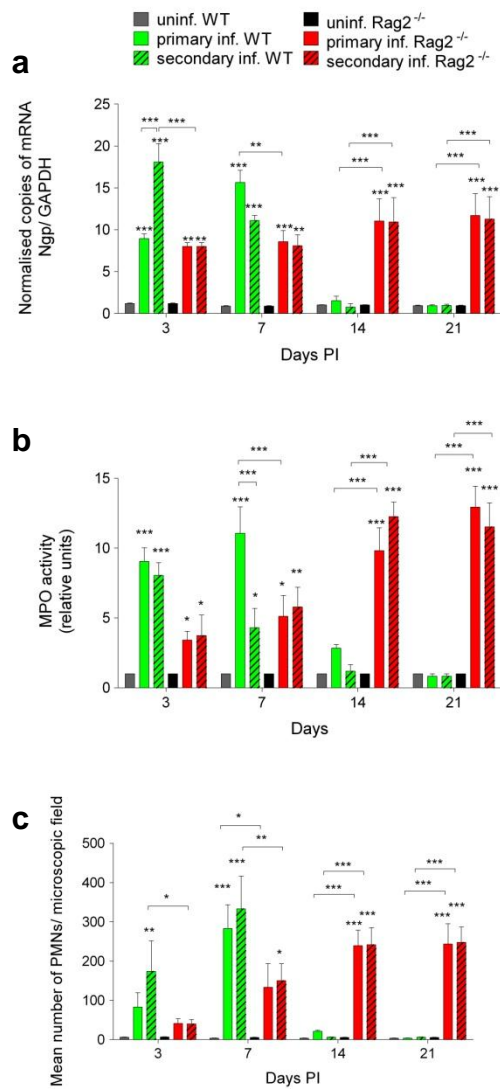 uninf. WT
primary inf. WT
secondary inf. WT
uninf. Rag2 -/-
primary inf. Rag2 -/-
secondary inf. Rag2 -/-
a
Normalised copies of mRNA
Ngp/ GAPDH
25
20
15
10
5
0
*** ***
***
*** ****
**
***
***
*** **
***
***
*** ***
***
***
***
***
3 7 14 21
Days PI
b
MPO activity
(relative units)
15
10
5
0
*** ***
* *
***
***
***
*
* **
***
***
***
***
***
***
***
***
3 7 14 21
Days
c
Mean number of PMNs/ microscopic field
500
400
300
200
100
0
*
**
*
**
*** ***
*
***
***
*** ***
***
***
*** ***
3 7 14 21
Days PI